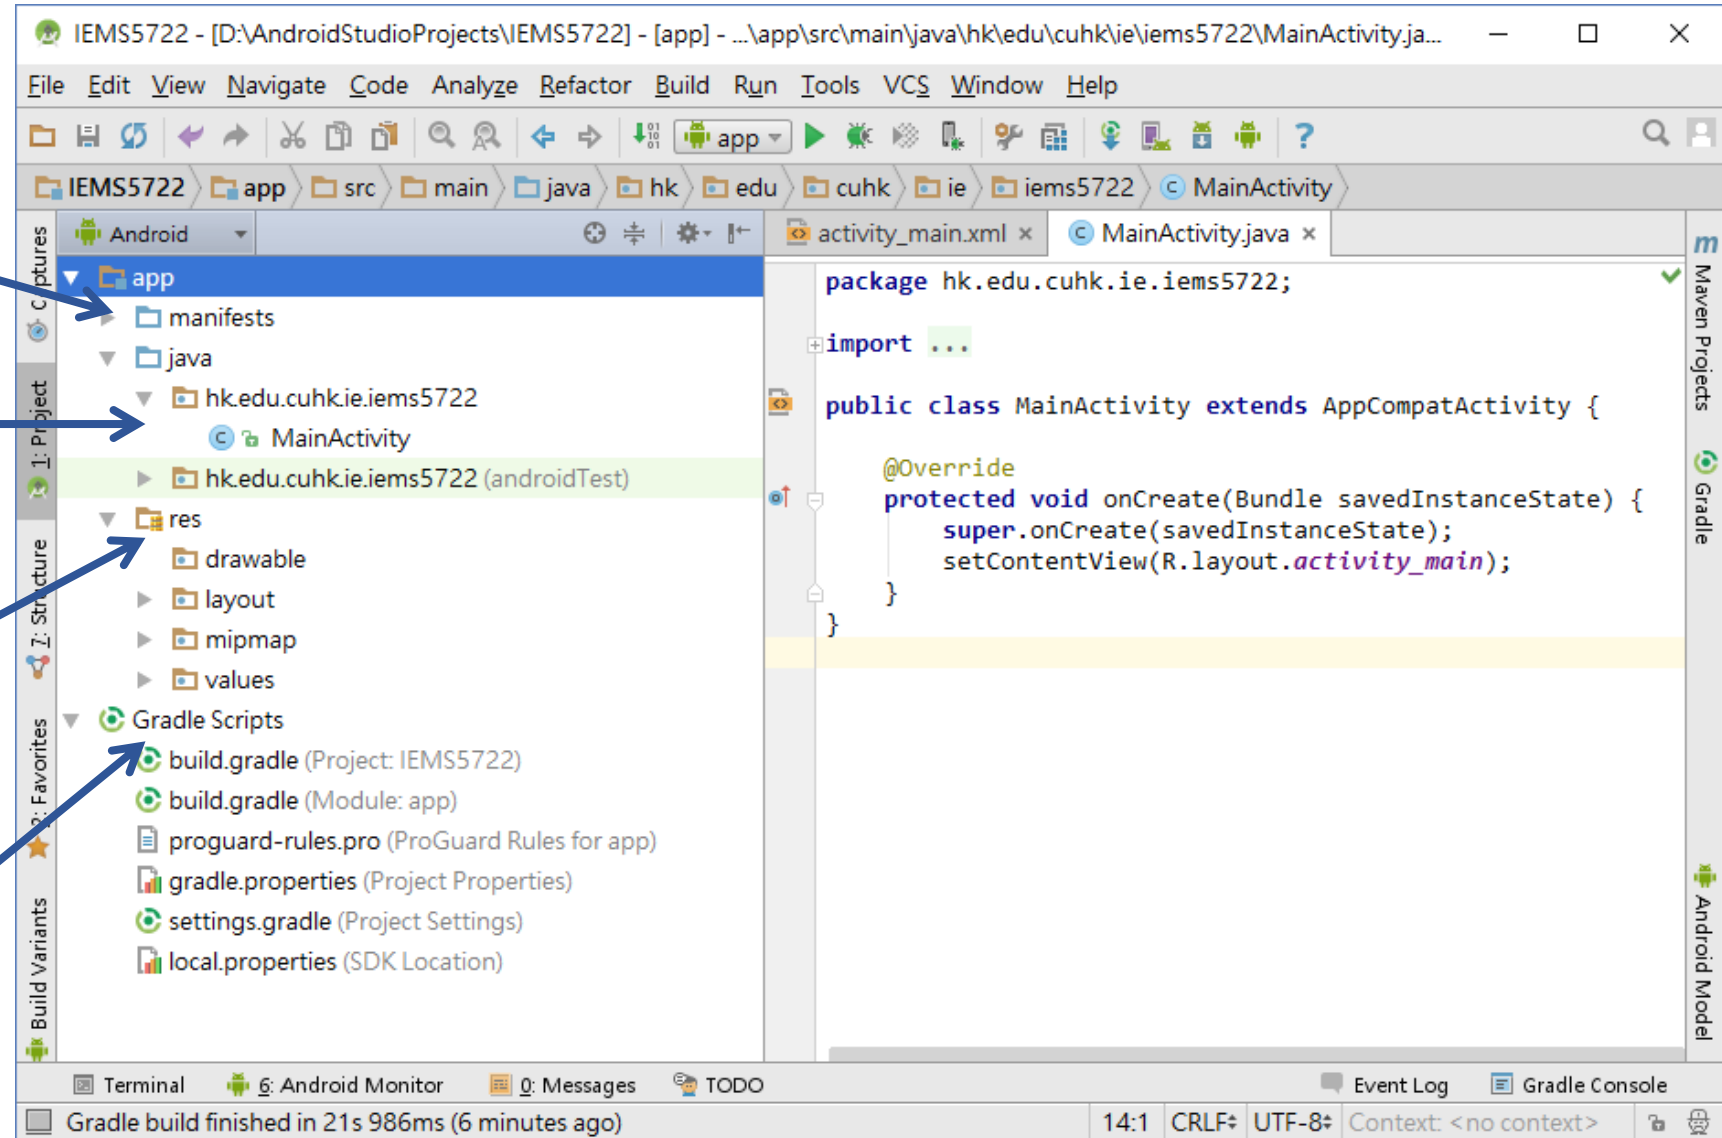 IEMS5722 - [D:\AndroidStudioProjects\IEMS5722] - [app] - ...\app\src\main\java\hk\edu\cuhk\ie\iems5722\MainActivity.ja...
File Edit View Navigate Code Analyze Refactor Build Run Tools VCS Window Help
app
IEMS5722 app src main java hk edu cuhk ie iems5722 MainActivity
Captures
1: Project
7: Structure
2: Favorites
Build Variants
Android
app
manifests
java
hk.edu.cuhk.ie.iems5722
MainActivity
hk.edu.cuhk.ie.iems5722 (androidTest)
res
drawable
layout
mipmap
values
Gradle Scripts
build.gradle (Project: IEMS5722)
build.gradle (Module: app)
proguard-rules.pro (ProGuard Rules for app)
gradle.properties (Project Properties)
settings.gradle (Project Settings)
local.properties (SDK Location)
activity_main.xml MainActivity.java
package hk.edu.cuhk.ie.iems5722;
import ...
public class MainActivity extends AppCompatActivity {
@Override
protected void onCreate(Bundle savedInstanceState) {
super.onCreate(savedInstanceState);
setContentView(R.layout.activity_main);
}
}
m Maven Projects
Gradle
Android Model
Terminal 6: Android Monitor 0: Messages TODO Event Log Gradle Console
Gradle build finished in 21s 986ms (6 minutes ago) 14:1 CRLF UTF-8 Context: <no context>